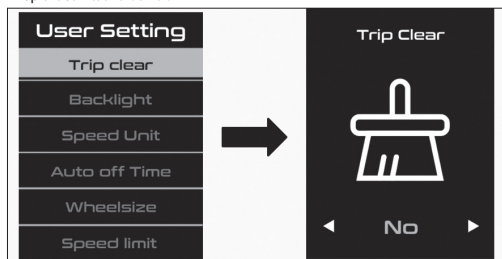 User Setting
Trip clear
Backlight
Speed Unit
Auto off Time
Wheelsize
Speed limit
Trip Clear
No